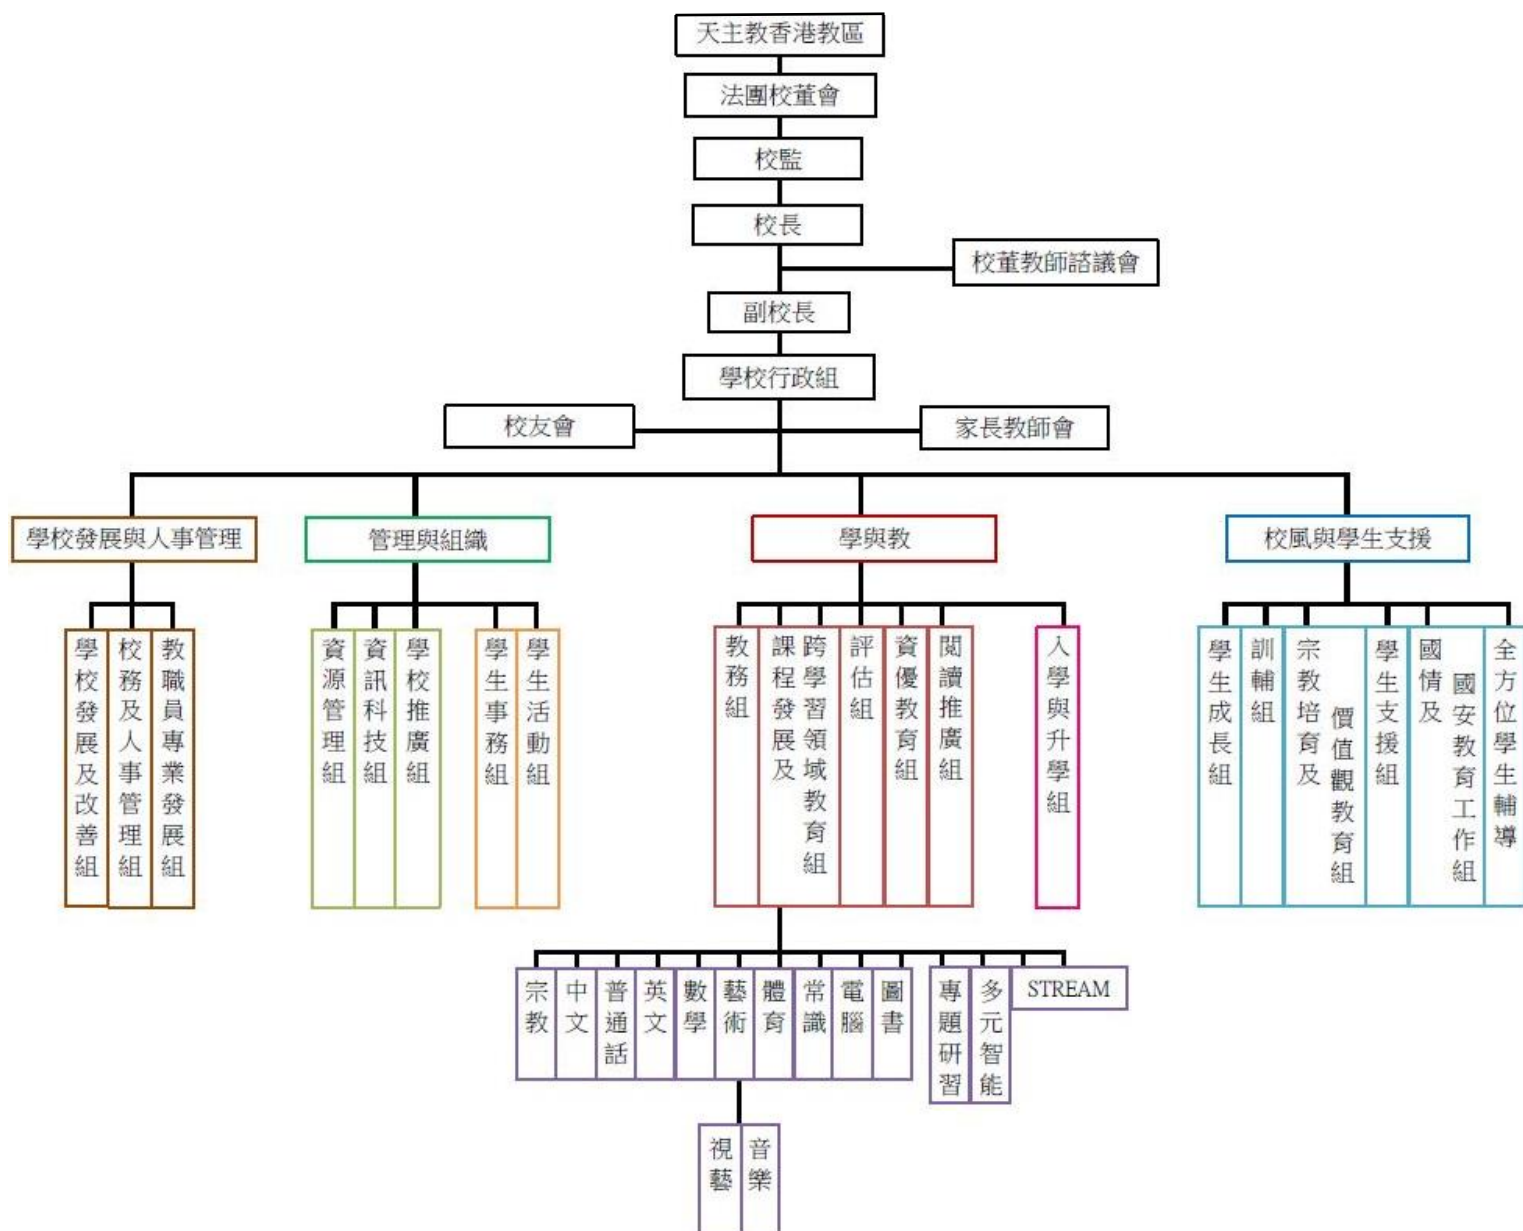 天主教香港教區
法團校董會
校監
校長
校董教師諮議會
副校長
學校行政組
校友會
家長教師會
學校發展與人事管理
管理與組織
學與教
校風與學生支援
學校發展及改善組
校務及人事管理組
教職員專業發展組
資源管理組
資訊科技組
學校推廣組
學生事務組
學生活動組
教務組
課程發展及
跨學習領域教育組
評估組
資優教育組
閱讀推廣組
入學與升學組
學生成長組
訓輔組
宗教培育及
價值觀教育組
學生支援組
國情及
國安教育工作組
全方位學生輔導
宗教
中文
普通話
英文
數學
藝術
體育
常識
電腦
圖書
專題研習
多元智能
STREAM
視藝
音樂